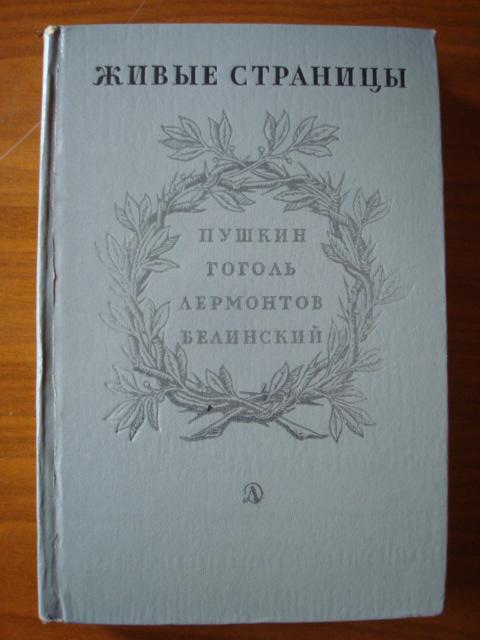 ЖИВЫЕ СТРАНИЦЫ
ПУШКИН
ГОГОЛЬ
ЛЕРМОНТОВ
БЕЛИНСКИЙ